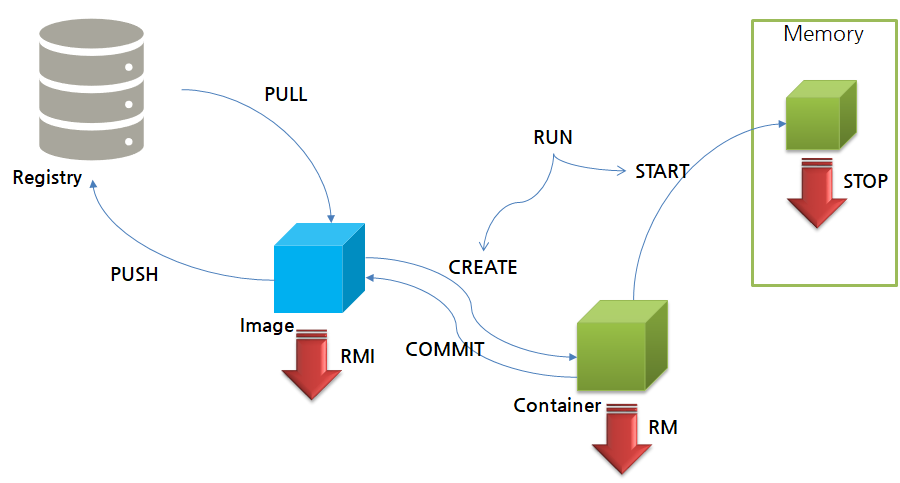 Memory
PULL
RUN
START
Registry
STOP
PUSH
CREATE
Image
RMI
COMMIT
Container
RM